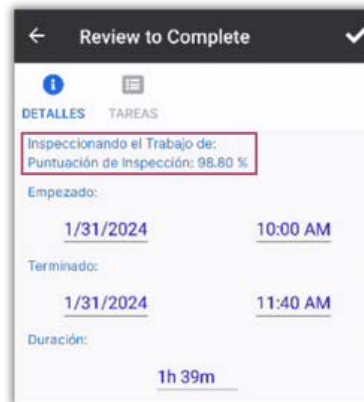 Review to Complete
DETALLES TAREAS
Inspeccionando el Trabajo de:
Puntuación de Inspección: 98.80 %
Empezado:
1/31/2024 10:00 AM
Terminado:
1/31/2024 11:40 AM
Duración:
1h 39m